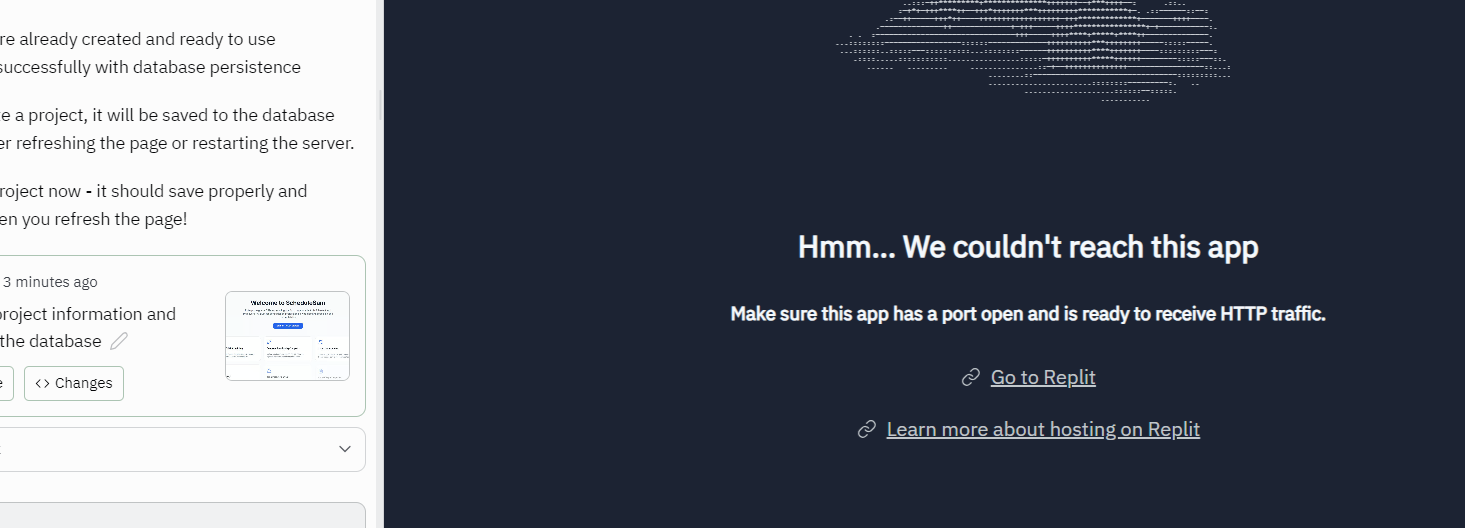 re already created and ready to use
successfully with database persistence
te a project, it will be saved to the database
er refreshing the page or restarting the server.
roject now - it should save properly and
en you refresh the page!
3 minutes ago
project information and
the database
Changes
Welcome to ScheduleSam
Hmm... We couldn't reach this app
Make sure this app has a port open and is ready to receive HTTP traffic.
Go to Replit
Learn more about hosting on Replit